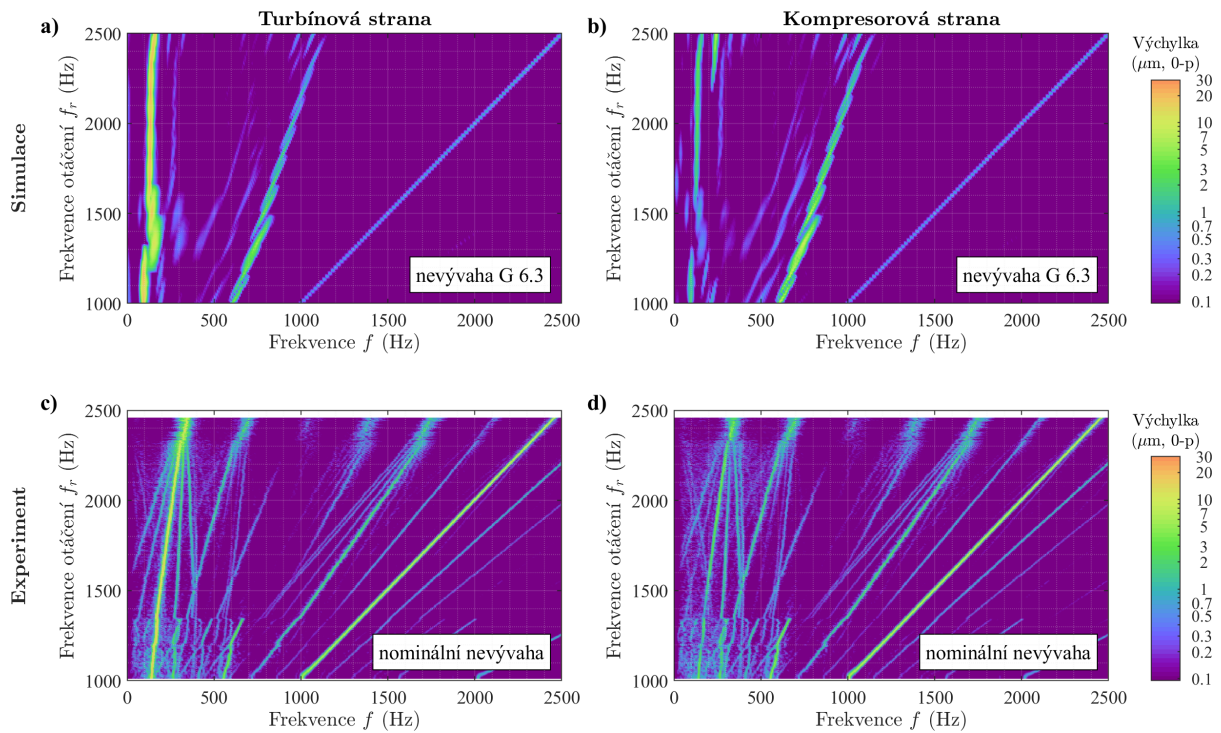 Turbínová strana
Kompresorová strana
a)
b)
Simulace
Frekvence otáčení fr (Hz)
2500
2000
1500
1000
nevývaha G 6.3
0
500
1000
1500
2000
2500
Frekvence f (Hz)
Frekvence otáčení fr (Hz)
2500
2000
1500
1000
nevývaha G 6.3
0
500
1000
1500
2000
2500
Frekvence f (Hz)
Výchylka
(μm, 0-p)
30
20
10
7
5
3
2
1
0.7
0.5
0.3
0.2
0.1
c)
d)
Experiment
Frekvence otáčení fr (Hz)
2500
2000
1500
1000
nominální nevývaha
0
500
1000
1500
2000
2500
Frekvence f (Hz)
Frekvence otáčení fr (Hz)
2500
2000
1500
1000
nominální nevývaha
0
500
1000
1500
2000
2500
Frekvence f (Hz)
Výchylka
(μm, 0-p)
30
20
10
7
5
3
2
1
0.7
0.5
0.3
0.2
0.1